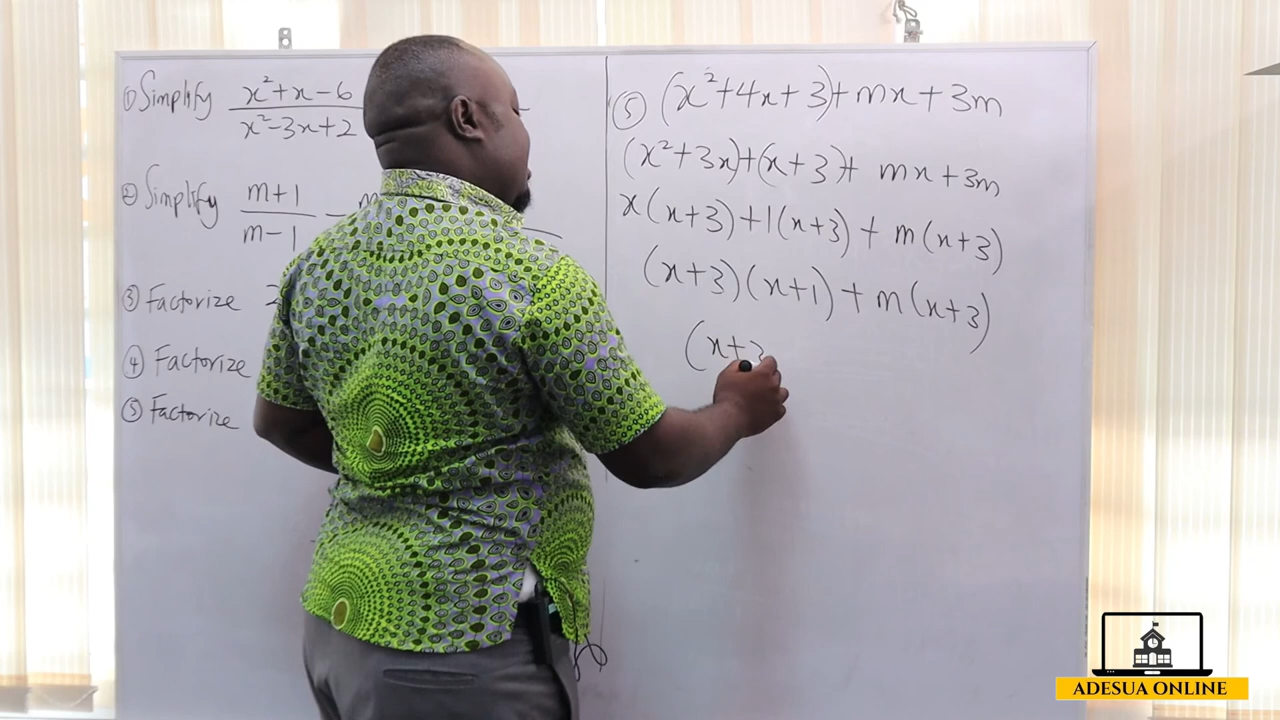 ① Simplify x²+x-6 / x²-3x+2
② Simplify m+1 / m-1 - m
③ Factorize
④ Factorize
⑤ Factorize
⑤ (x²+4x+3)+mx+3m
(x²+3x)+(x+3)+ mx+3m
x(x+3)+1(x+3)+ m(x+3)
(x+3)(x+1)+m(x+3)
(x+3
ADESUA ONLINE